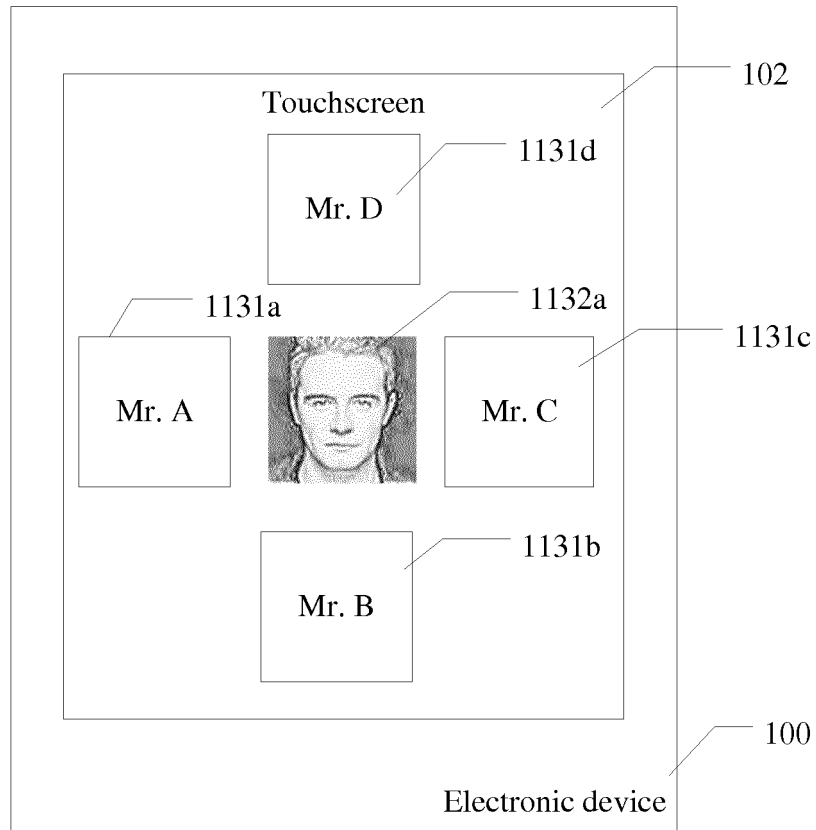 102
Touchscreen
1131d
Mr. D
1131a
1132a
1131c
Mr. A
Mr. C
1131b
Mr. B
100
Electronic device